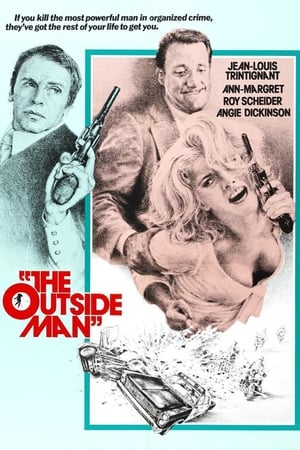 If you kill the most powerful man in organized crime,
they've got the rest of your life to get you.
JEAN-LOUIS
TRINTIGNANT
ANN-MARGRET
ROY SCHEIDER
ANGIE DICKINSON
"THE
OUTSIDE
MAN"